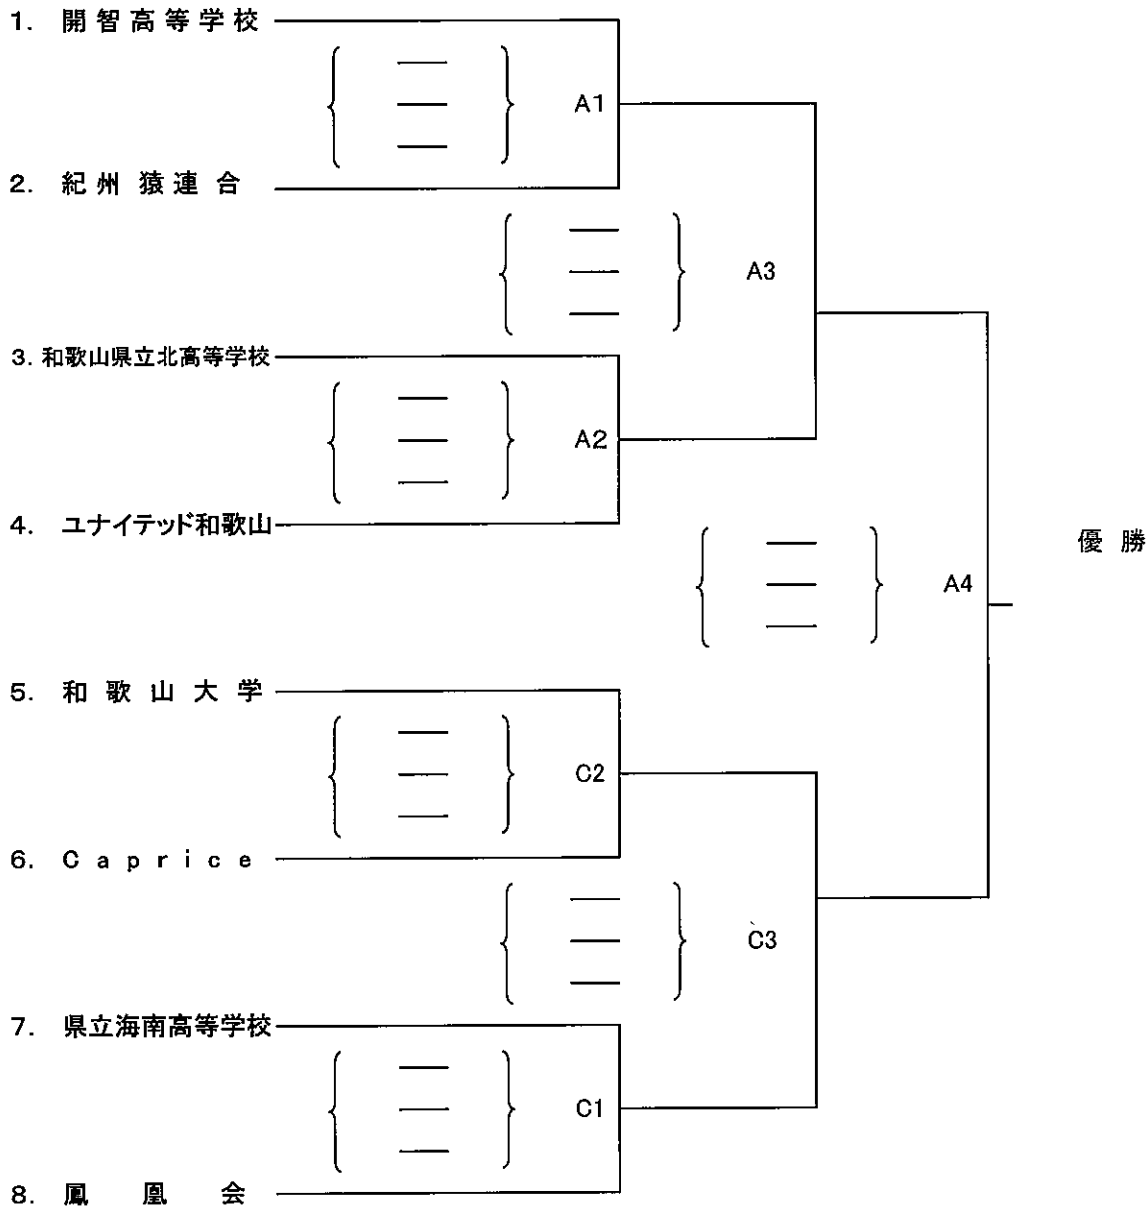 1. 開智高等学校
A1
2. 紀州猿連合
A3
3. 和歌山県立北高等学校
A2
4. ユナイテッド和歌山
優勝
A4
5. 和歌山大学
C2
6. Caprice
C3
7. 県立海南高等学校
C1
8. 鳳凰会